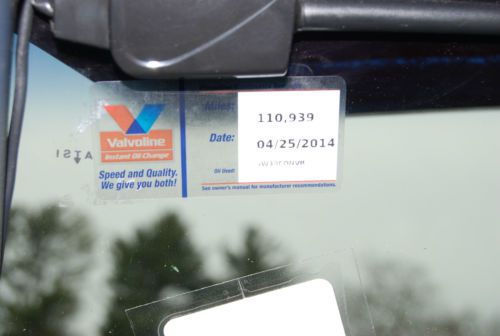 Valvoline
Instant Oil Change
Speed and Quality.
We give you both!
Miles: 110,939
Date: 04/25/2014
Oil Used:
See owner's manual for manufacturer recommendations.